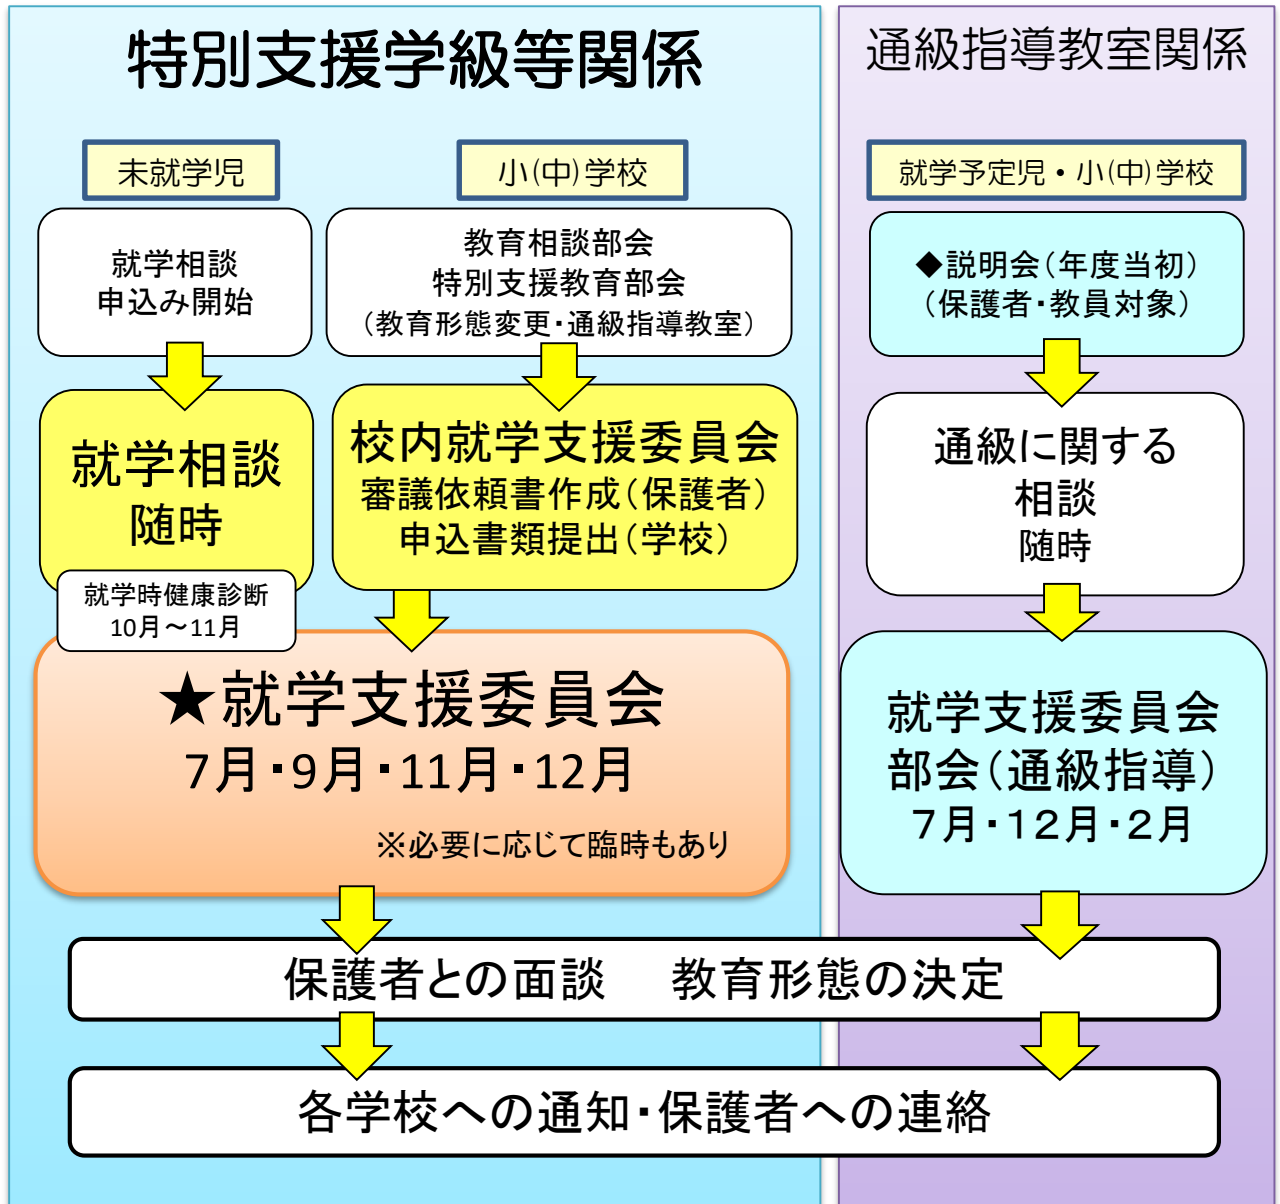 特別支援学級等関係
未就学児
就学相談
申込み開始
就学相談
随時
就学時健康診断
10月～11月
小(中)学校
教育相談部会
特別支援教育部会
（教育形態変更・通級指導教室）
校内就学支援委員会
審議依頼書作成（保護者）
申込書類提出（学校）
★就学支援委員会
7月・9月・11月・12月
※必要に応じて臨時もあり
通級指導教室関係
就学予定児・小(中)学校
◆説明会（年度当初）
（保護者・教員対象）
通級に関する
相談
随時
就学支援委員会
部会（通級指導）
７月・１２月・２月
保護者との面談　教育形態の決定
各学校への通知・保護者への連絡